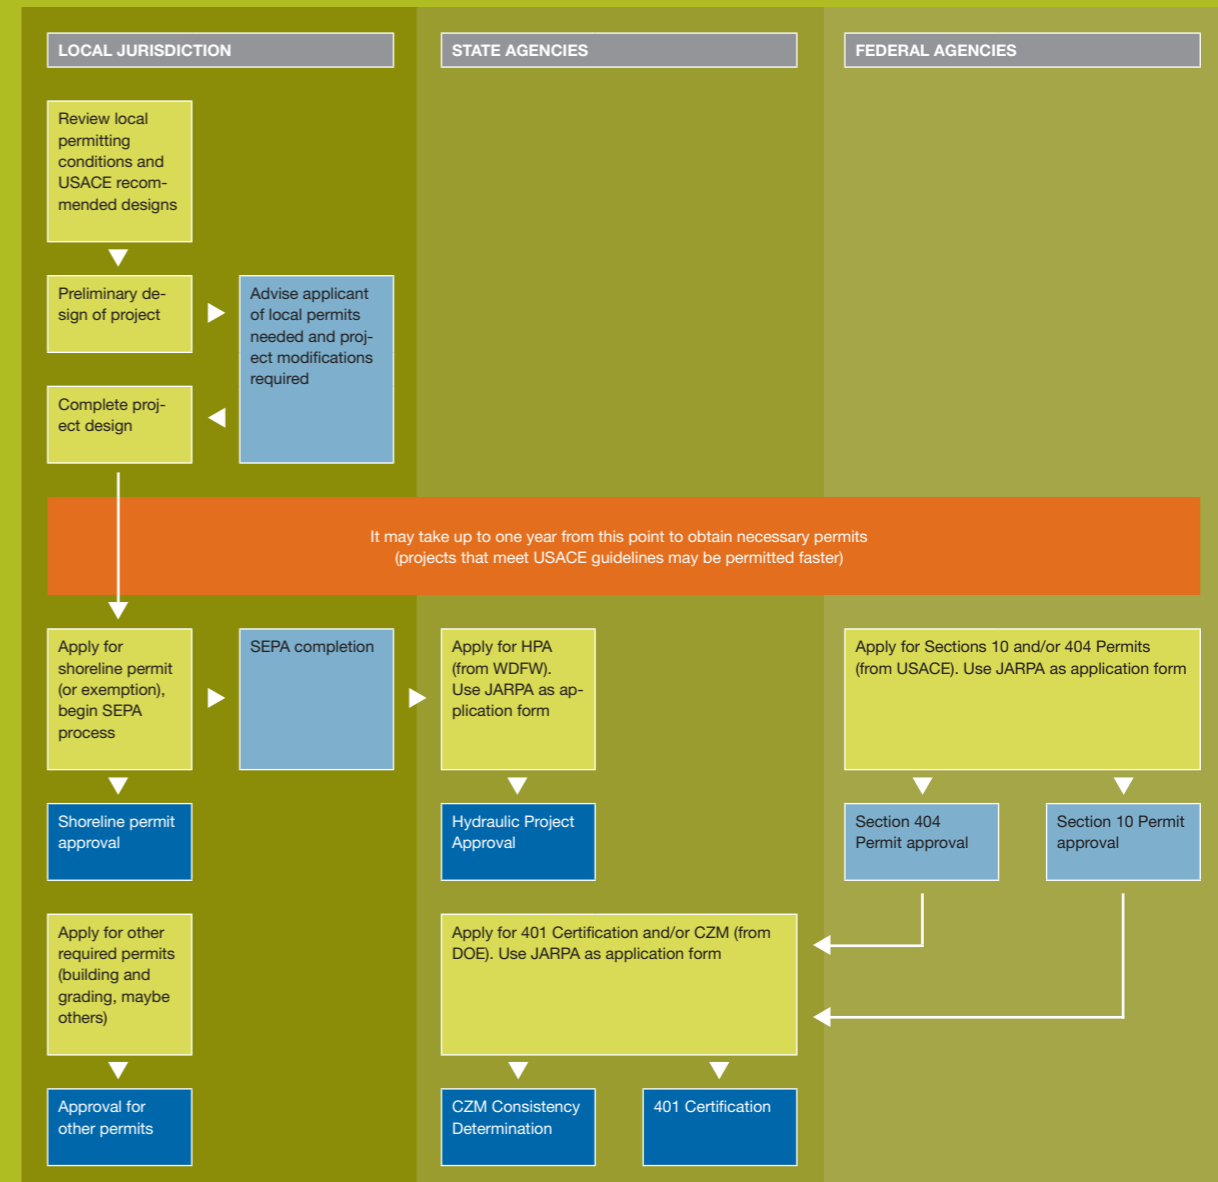 LOCAL JURISDICTION
STATE AGENCIES
FEDERAL AGENCIES
Review local
permitting
conditions and
USACE recom-
mended designs
Preliminary de-
sign of project
Advise applicant
of local permits
needed and proj-
ect modifications
required
Complete proj-
ect design
It may take up to one year from this point to obtain necessary permits
(projects that meet USACE guidelines may be permitted faster)
Apply for
shoreline permit
(or exemption),
begin SEPA
process
SEPA completion
Apply for HPA
(from WDFW).
Use JARPA as ap-
plication form
Apply for Sections 10 and/or 404 Permits
(from USACE). Use JARPA as application form
Shoreline permit
approval
Hydraulic Project
Approval
Section 404
Permit approval
Section 10 Permit
approval
Apply for other
required permits
(building and
grading, maybe
others)
Apply for 401 Certification and/or CZM (from
DOE). Use JARPA as application form
Approval for
other permits
CZM Consistency
Determination
401 Certification